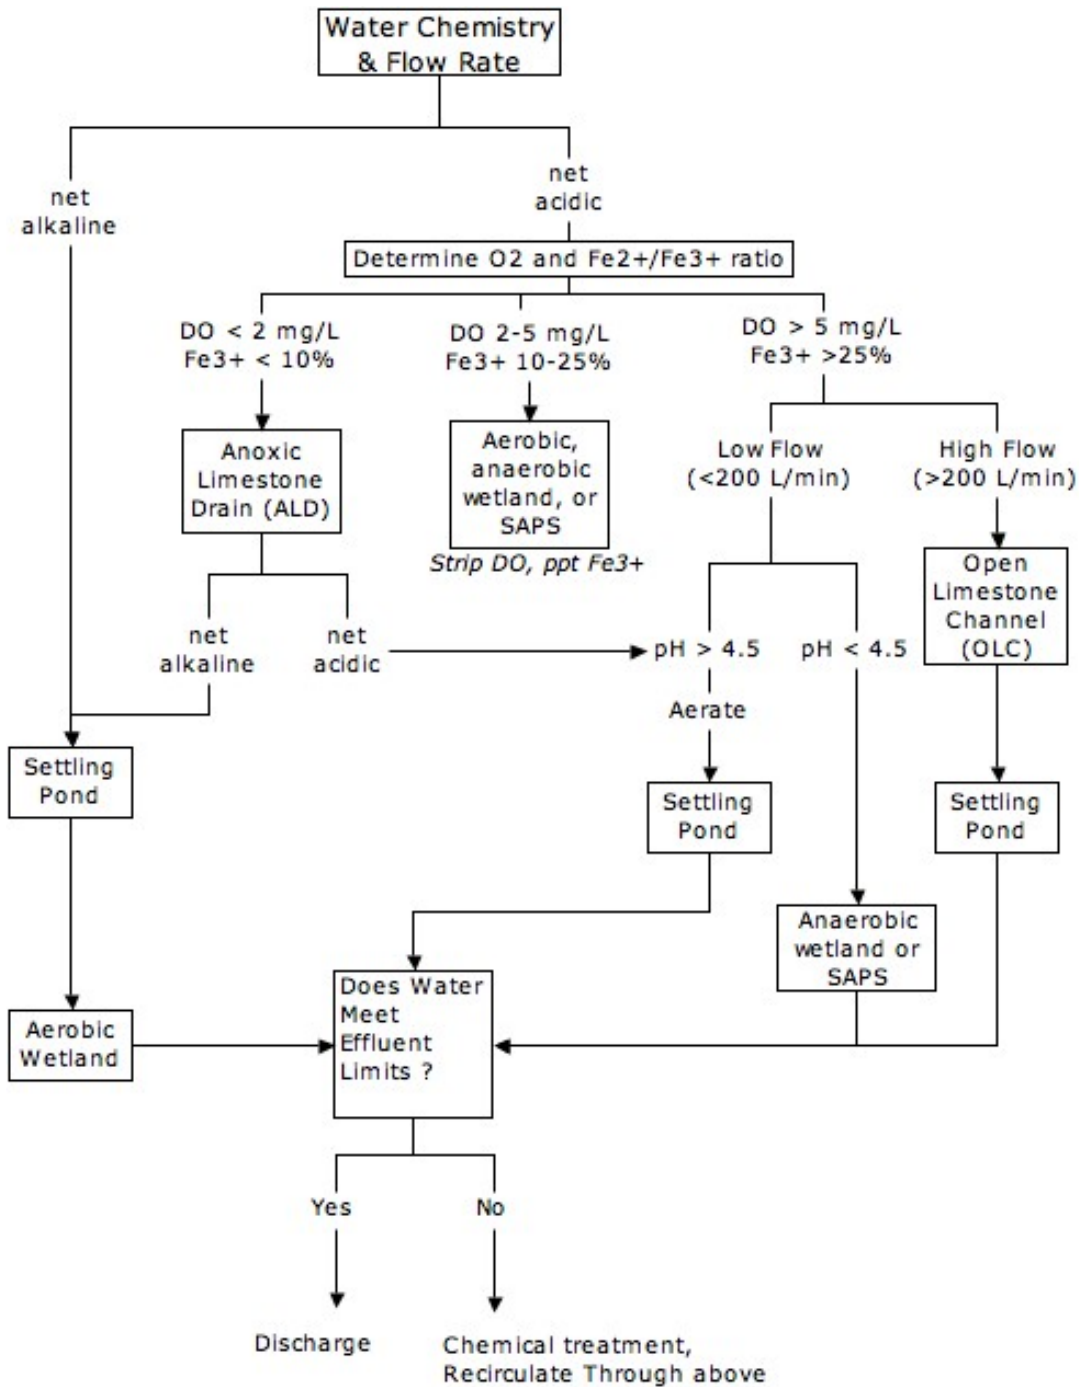 Water Chemistry
& Flow Rate
net
alkaline
net
acidic
Determine O2 and Fe2+/Fe3+ ratio
DO < 2 mg/L
Fe3+ < 10%
DO 2-5 mg/L
Fe3+ 10-25%
DO > 5 mg/L
Fe3+ >25%
Anoxic
Limestone
Drain (ALD)
Aerobic,
anaerobic
wetland, or
SAPS
Strip DO, ppt Fe3+
Low Flow
(<200 L/min)
High Flow
(>200 L/min)
Open
Limestone
Channel
(OLC)
net
alkaline
net
acidic
pH > 4.5
pH < 4.5
Aerate
Settling
Pond
Settling
Pond
Settling
Pond
Anaerobic
wetland or
SAPS
Aerobic
Wetland
Does Water
Meet
Effluent
Limits ?
Yes
No
Discharge
Chemical treatment,
Recirculate Through above